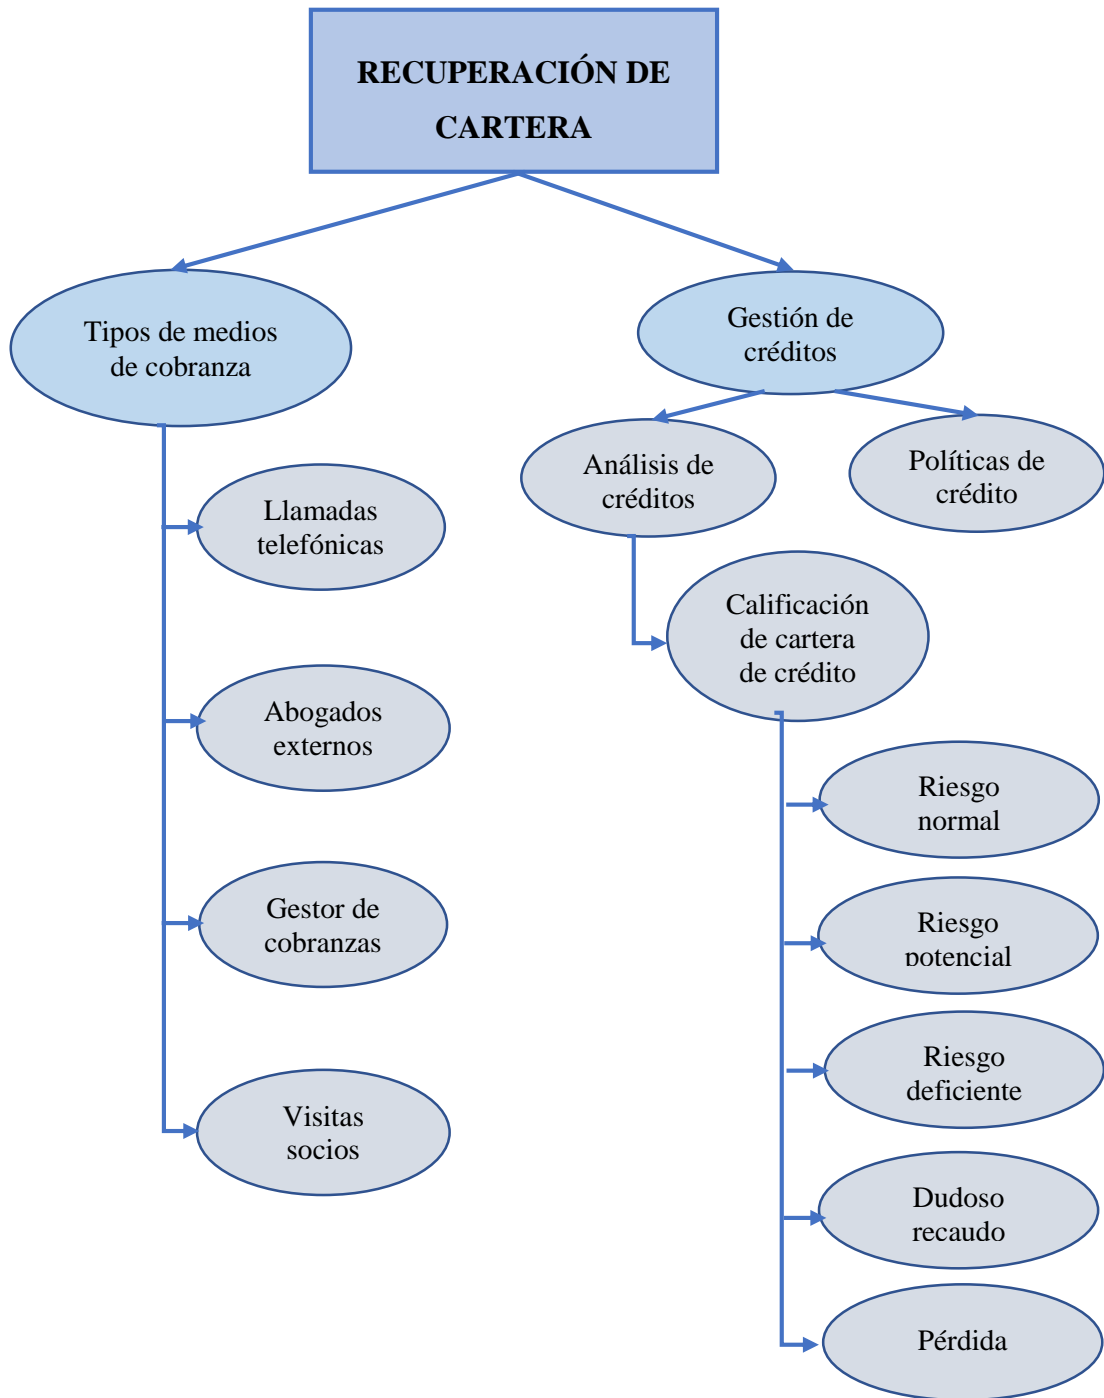 RECUPERACIÓN DE
CARTERA
Tipos de medios
de cobranza
Gestión de
créditos
Análisis de
créditos
Políticas de
crédito
Llamadas
telefónicas
Calificación
de cartera
de crédito
Abogados
externos
Riesgo
normal
Gestor de
cobranzas
Riesgo
potencial
Riesgo
deficiente
Visitas
socios
Dudoso
recaudo
Pérdida